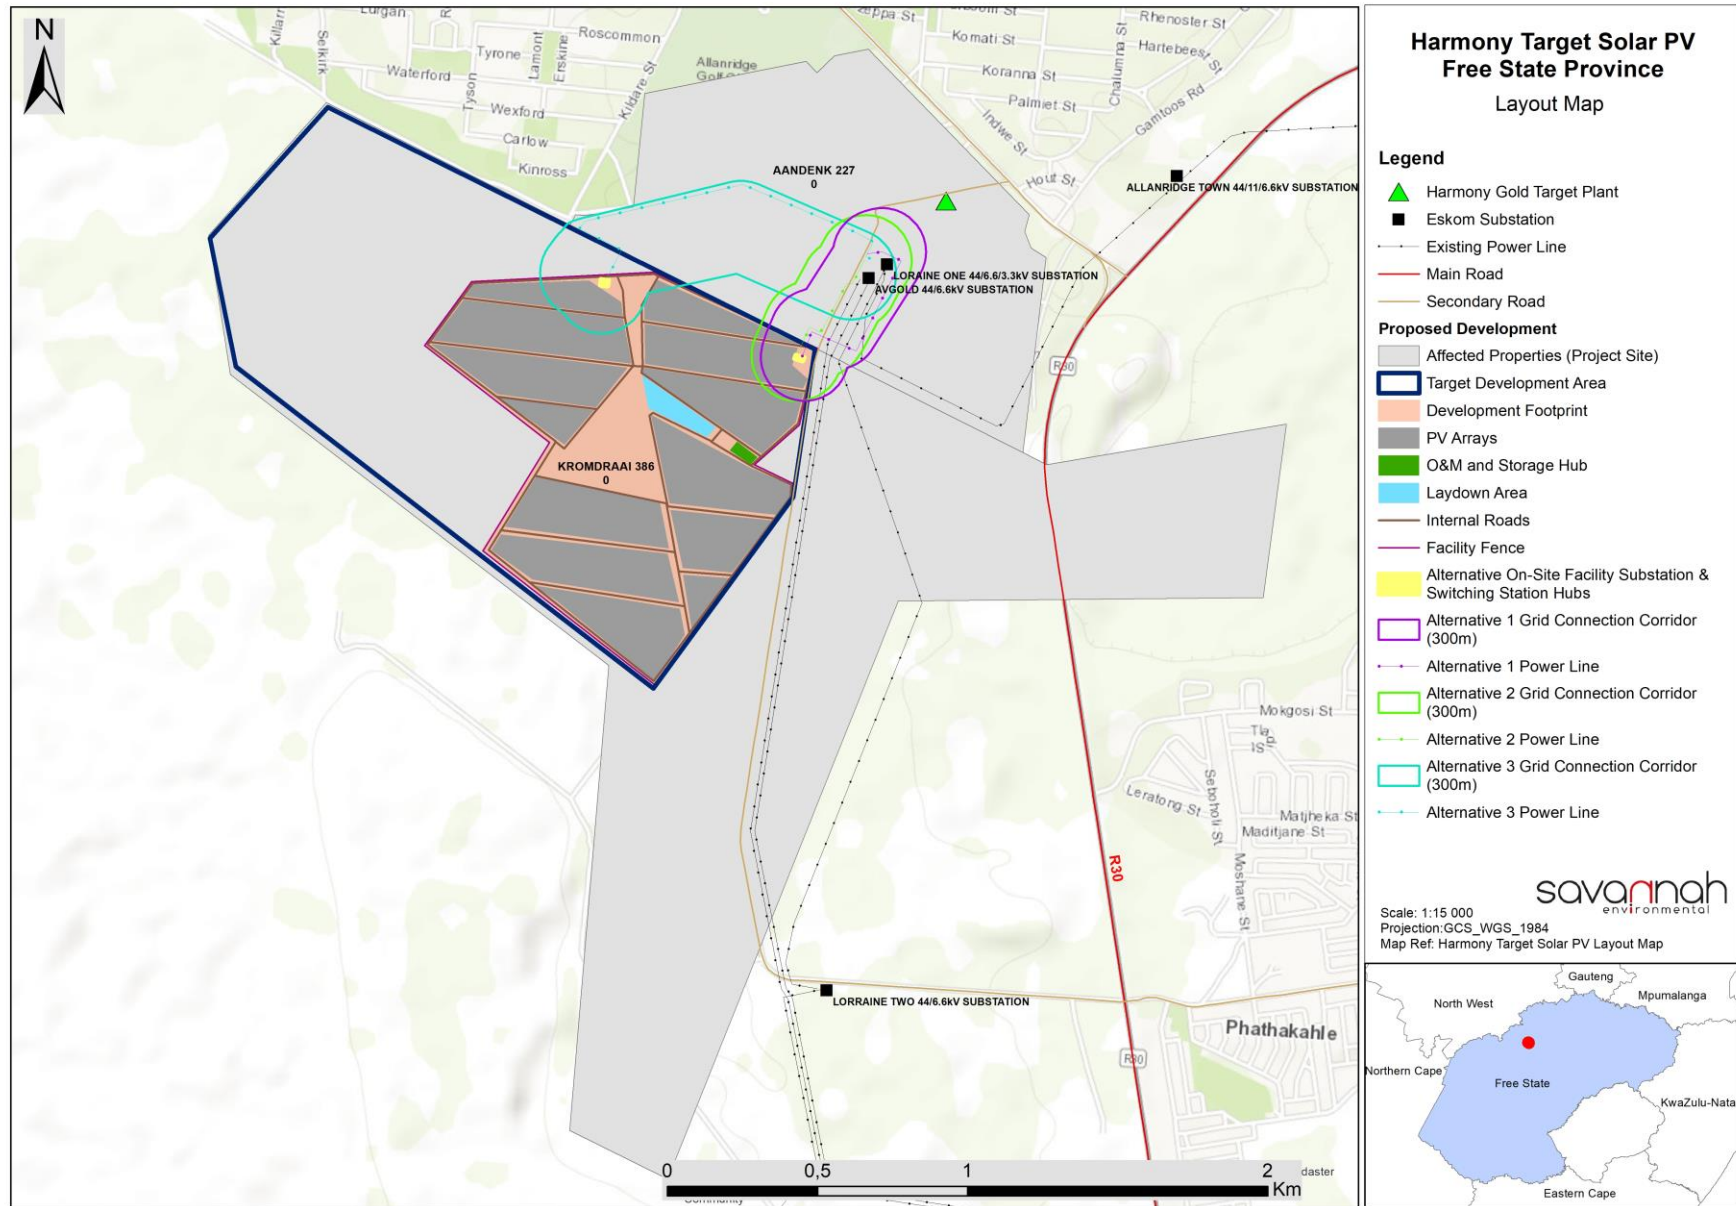 N
Killarn
Lurgan
Selkirk
Tyrone
Waterford
Tyson
Lamont
Erskine
Roscommon
Wexford
Carlow
Kinross
Kildare St
Allanridge
Komati St
Koranna St
Palmiet St
Indwe St
Chaluma St
Rhenoster St
Hartebeest
Gamtoos Rd
Hout St
AANDENK 227
0
ALLANRIDGE TOWN 44/11/6.6kV SUBSTATION
LORAINE ONE 44/6.6/3.3kV SUBSTATION
AVGOLD 44/6.6kV SUBSTATION
R30
KROMDRAAI 386
0
Mokgosi St
Sebohoti St
Leratong St
Matjheka St
Maditjane St
Moshane St
R30
LORRAINE TWO 44/6.6kV SUBSTATION
Phathakahle
R30
daster
0
0,5
1
2
Km
Harmony Target Solar PV
Free State Province
Layout Map
Legend
Harmony Gold Target Plant
Eskom Substation
Existing Power Line
Main Road
Secondary Road
Proposed Development
Affected Properties (Project Site)
Target Development Area
Development Footprint
PV Arrays
O&M and Storage Hub
Laydown Area
Internal Roads
Facility Fence
Alternative On-Site Facility Substation &
Switching Station Hubs
Alternative 1 Grid Connection Corridor
(300m)
Alternative 1 Power Line
Alternative 2 Grid Connection Corridor
(300m)
Alternative 2 Power Line
Alternative 3 Grid Connection Corridor
(300m)
Alternative 3 Power Line
savannah
environmental
Scale: 1:15 000
Projection:GCS_WGS_1984
Map Ref: Harmony Target Solar PV Layout Map
Gauteng
North West
Mpumalanga
Northern Cape
Free State
KwaZulu-Nata
Eastern Cape